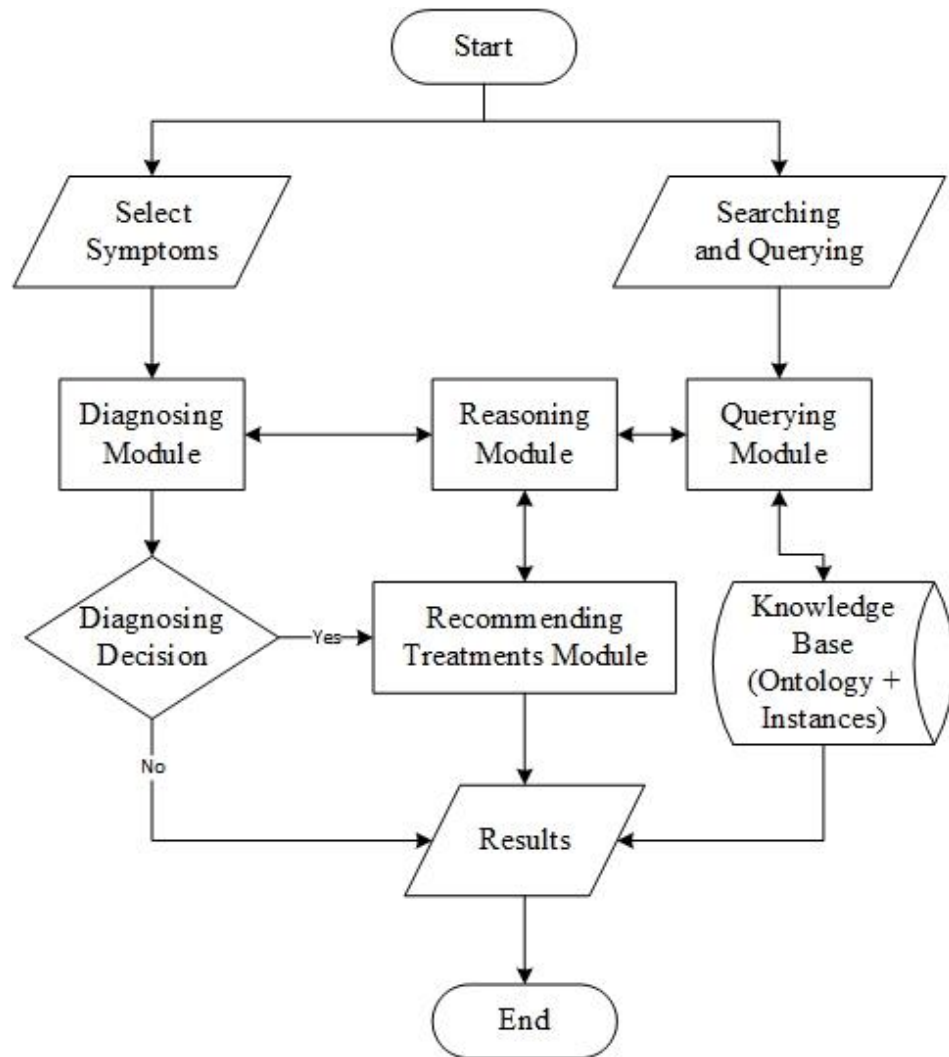 Start
Select
Symptoms
Searching
and Querying
Diagnosing
Module
Reasoning
Module
Querying
Module
Diagnosing
Decision
Yes
Recommending
Treatments Module
Knowledge
Base
(Ontology +
Instances)
No
Results
End